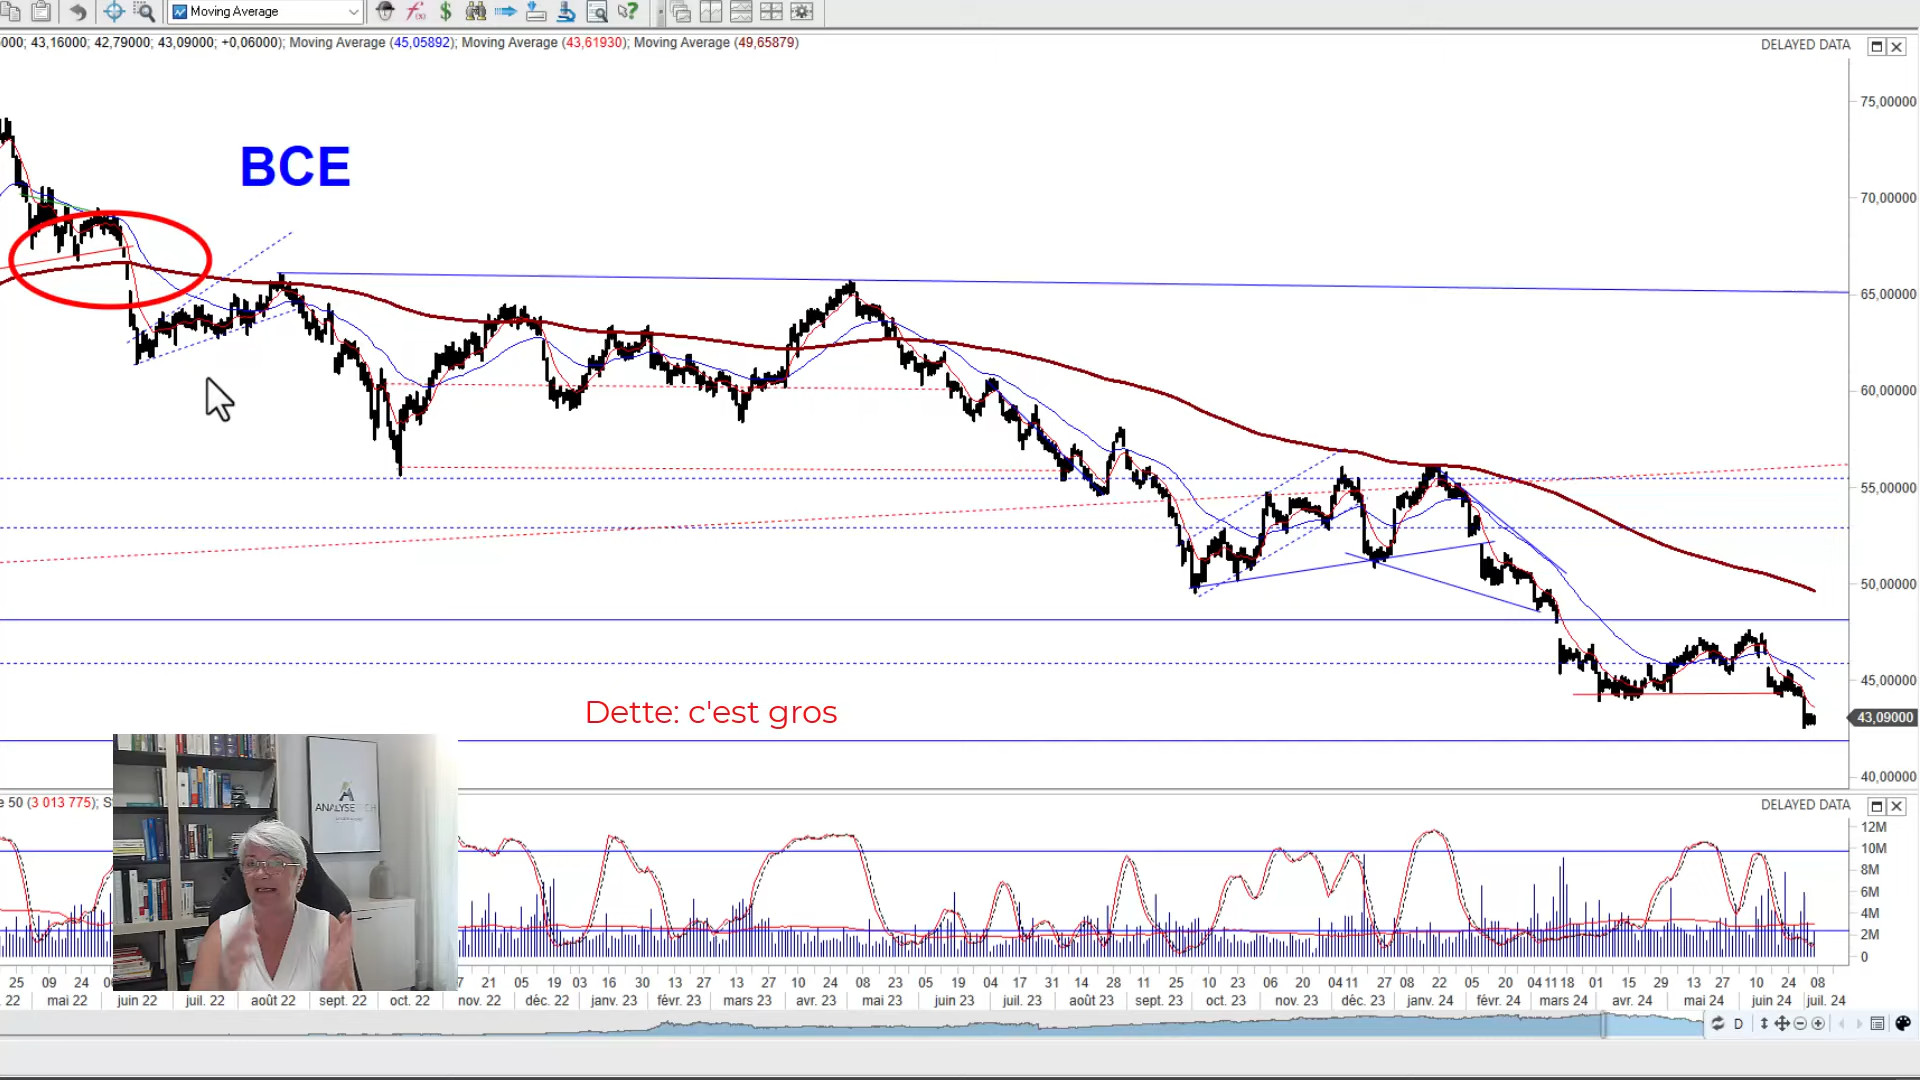 Moving Average
000; 43,16000; 42,79000; 43,09000; +0,06000); Moving Average (45,05892); Moving Average (43,61930); Moving Average (49,65879)
DELAYED DATA
75,00000
BCE
70,00000
65,00000
60,00000
55,00000
50,00000
45,00000
Dette: c'est gros
43,09000
40,00000
ANALYSE
e 50 (3 013 775); S
DELAYED DATA
12M
10M
8M
6M
4M
2M
0
25 09 24 21 05 19 03 16 30 13 27 13 27 10 24 08 23 05 19 04 17 31 14 28 11 25 10 23 06 20 04 11 27 08 22 05 19 04 11 18 01 15 29 13 27 10 24 08
22 mai 22 juin 22 juil. 22 août 22 sept. 22 oct. 22 nov. 22 déc. 22 janv. 23 févr. 23 mars 23 avr. 23 mai 23 juin 23 juil. 23 août 23 sept. 23 oct. 23 nov. 23 déc. 23 janv. 24 févr. 24 mars 24 avr. 24 mai 24 juin 24 juil. 24
D